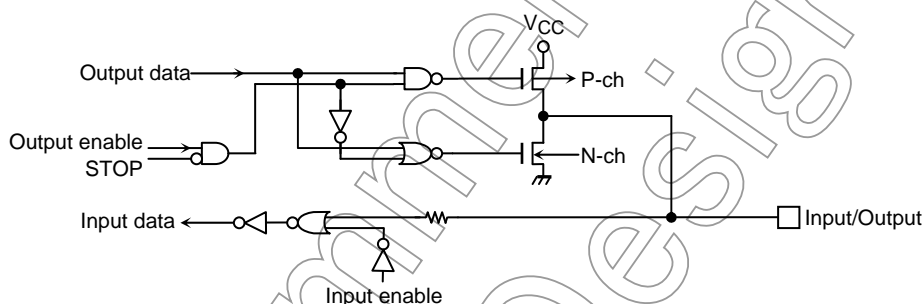 VCC
Output data
P-ch
Output enable
STOP
N-ch
Input data
Input/Output
Input enable